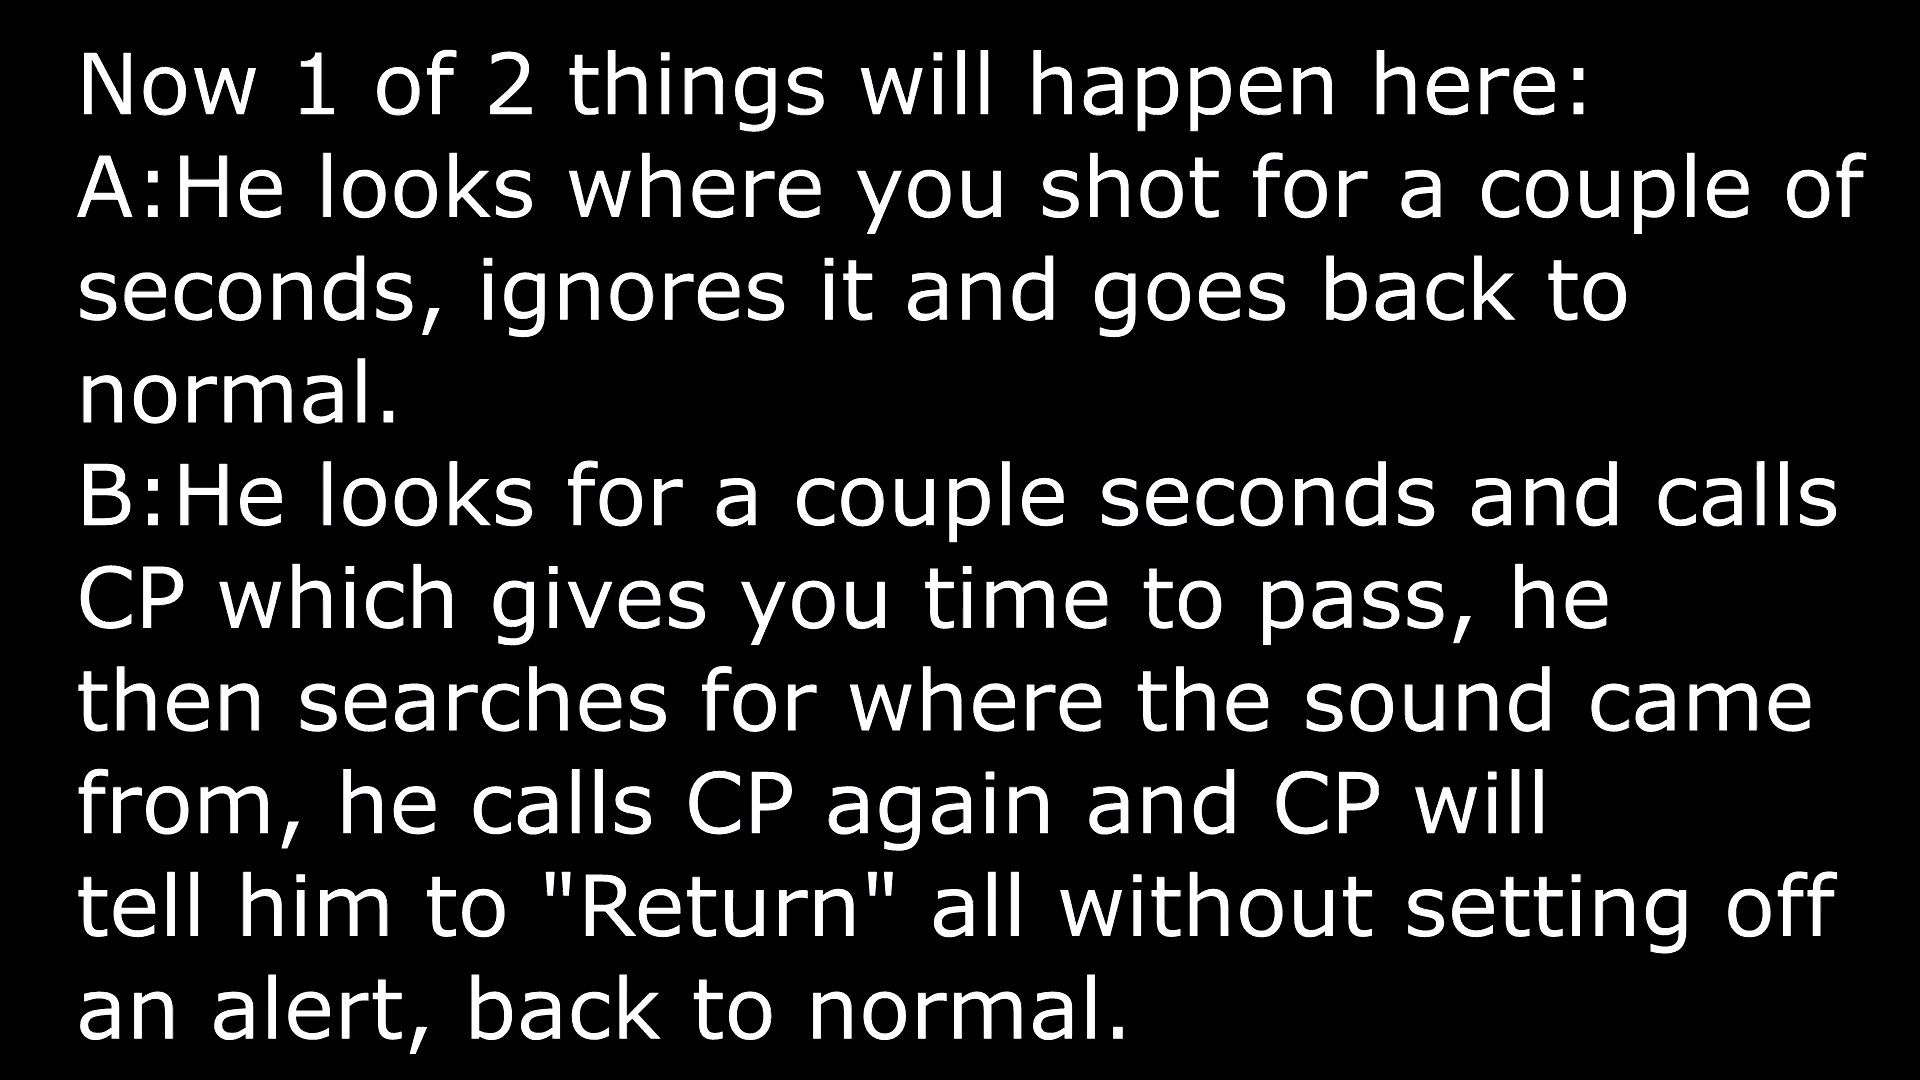 Now 1 of 2 things will happen here:
A:He looks where you shot for a couple of
seconds, ignores it and goes back to
normal.
B:He looks for a couple seconds and calls
CP which gives you time to pass, he
then searches for where the sound came
from, he calls CP again and CP will
tell him to "Return" all without setting off
an alert, back to normal.